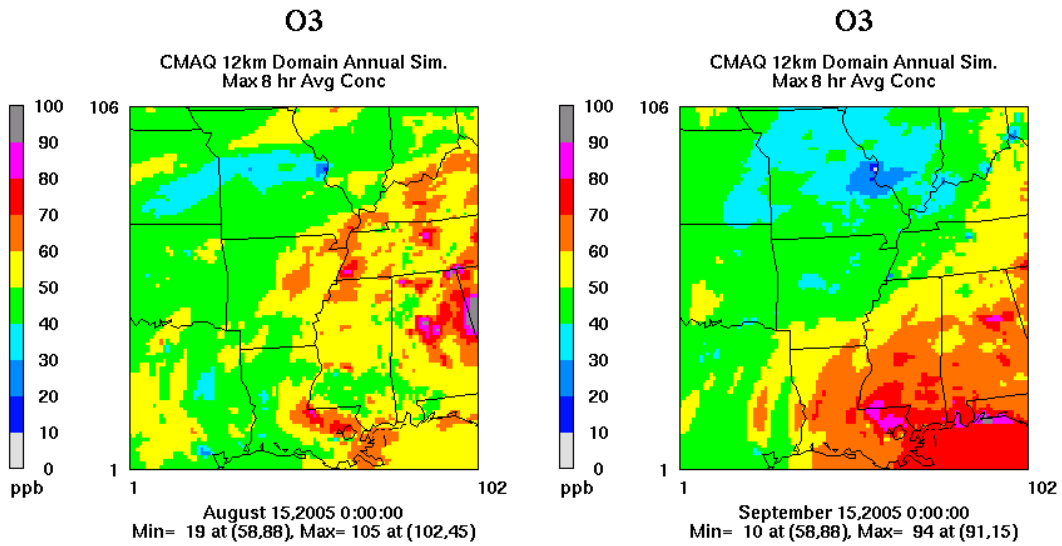 O3
CMAQ 12km Domain Annual Sim.
Max 8 hr Avg Conc
100
90
80
70
60
50
40
30
20
10
0
ppb
106
1
1
102
August 15,2005 0:00:00
Min= 19 at (58,88), Max= 105 at (102,45)
O3
CMAQ 12km Domain Annual Sim.
Max 8 hr Avg Conc
100
90
80
70
60
50
40
30
20
10
0
ppb
106
1
1
102
September 15,2005 0:00:00
Min= 10 at (58,88), Max= 94 at (91,15)